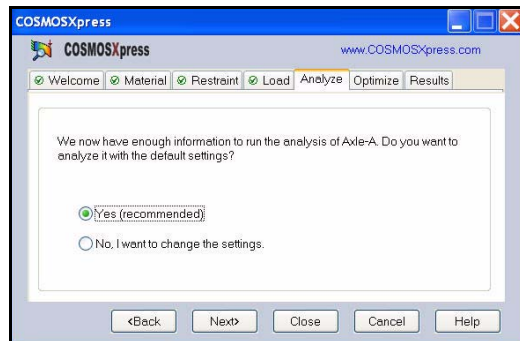 COSMOSXpress
COSMOSXpress www.COSMOSXpress.com
Welcome Material Restraint Load Analyze Optimize Results
We now have enough information to run the analysis of Axle-A. Do you want to
analyze it with the default settings?
Yes (recommended)
No, I want to change the settings.
<Back Next> Close Cancel Help